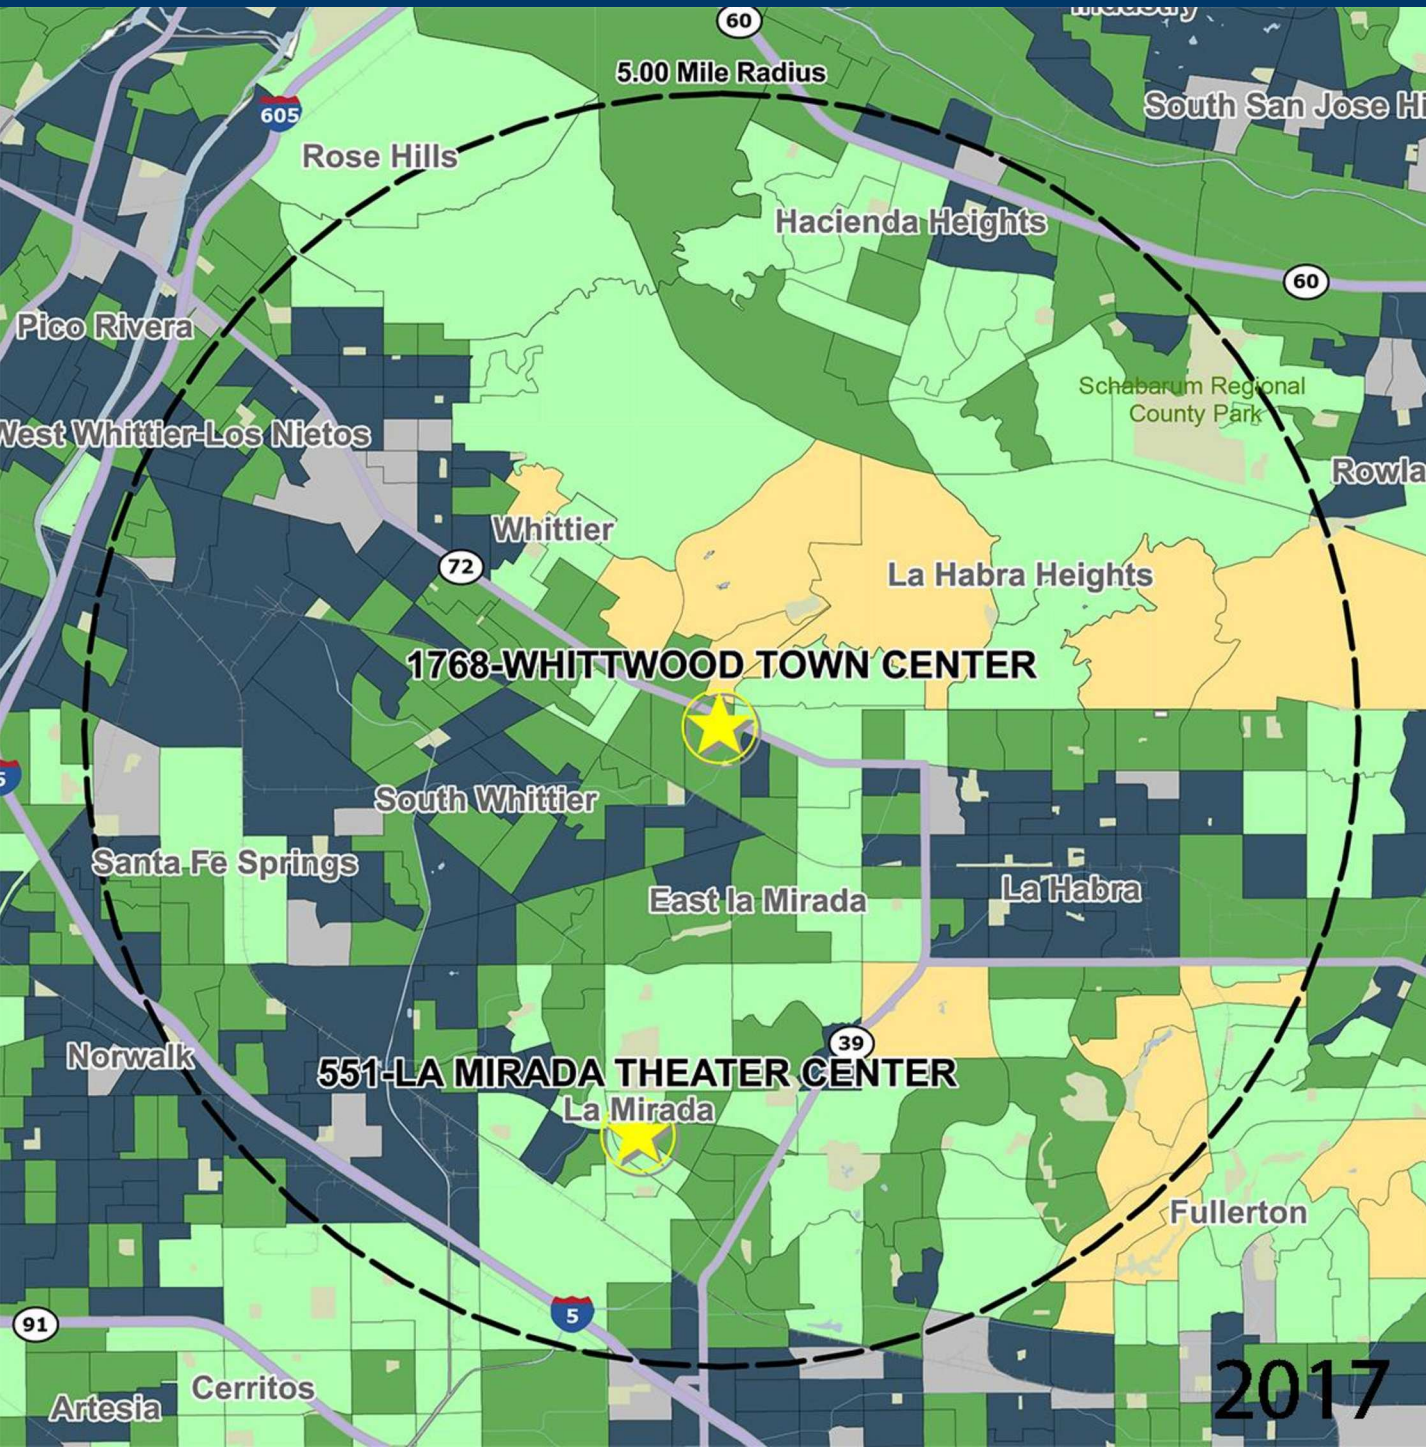 60
Industry
5.00 Mile Radius
South San Jose Hi
605
Rose Hills
Hacienda Heights
60
Pico Rivera
Schabarum Regional
County Park
West Whittier-Los Nietos
Rowla
Whittier
72
La Habra Heights
1768-WHITTWOOD TOWN CENTER
5
South Whittier
Santa Fe Springs
La Habra
East la Mirada
39
Norwalk
551-LA MIRADA THEATER CENTER
La Mirada
Fullerton
5
91
Cerritos
2017
Artesia